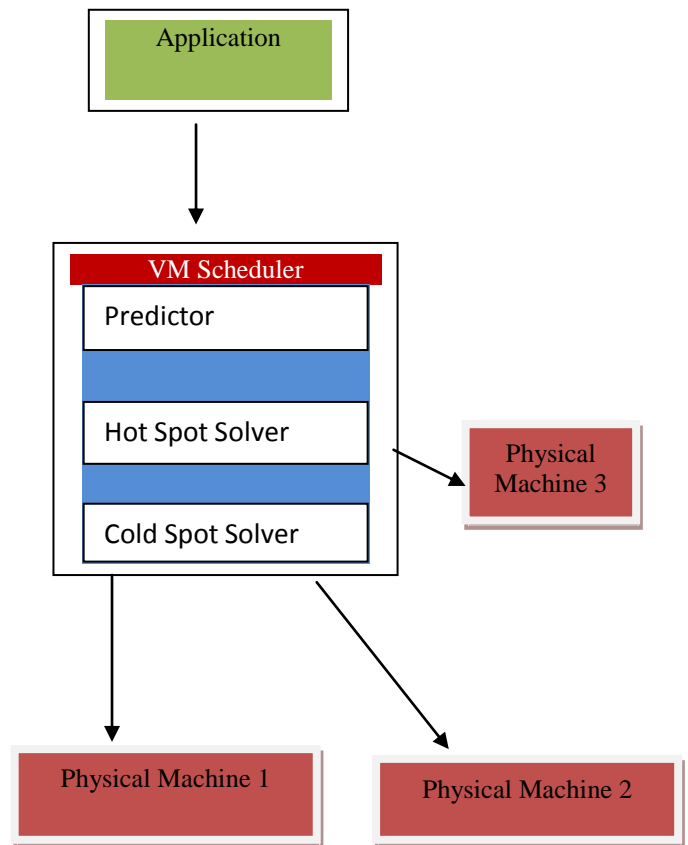 Application
VM Scheduler
Predictor
Hot Spot Solver
Cold Spot Solver
Physical
Machine 3
Physical Machine 1
Physical Machine 2